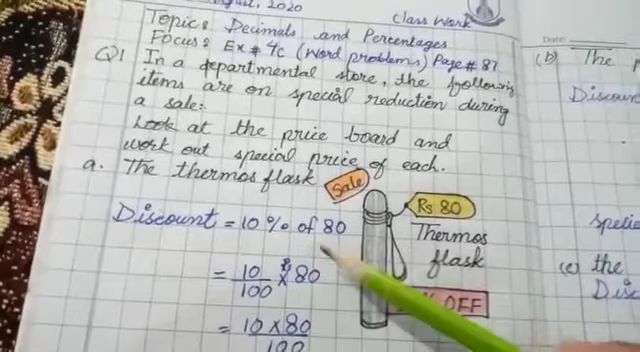 2020
Class Work
Topic: Decimals and Percentages
Focus: Ex # 4c (Word problems) Page # 87
Q1 In a departmental store, the following
items are on special reduction during
a sale:
Look at the price board and
work out special price of each.
a. The thermos flask
Sale
Rs 80
Thermos
flask
% OFF
Discount = 10 % of 80
= 10/100 × 80
= 10 × 80/100
Date:
(b) The
Discoun
(c) the
Disc